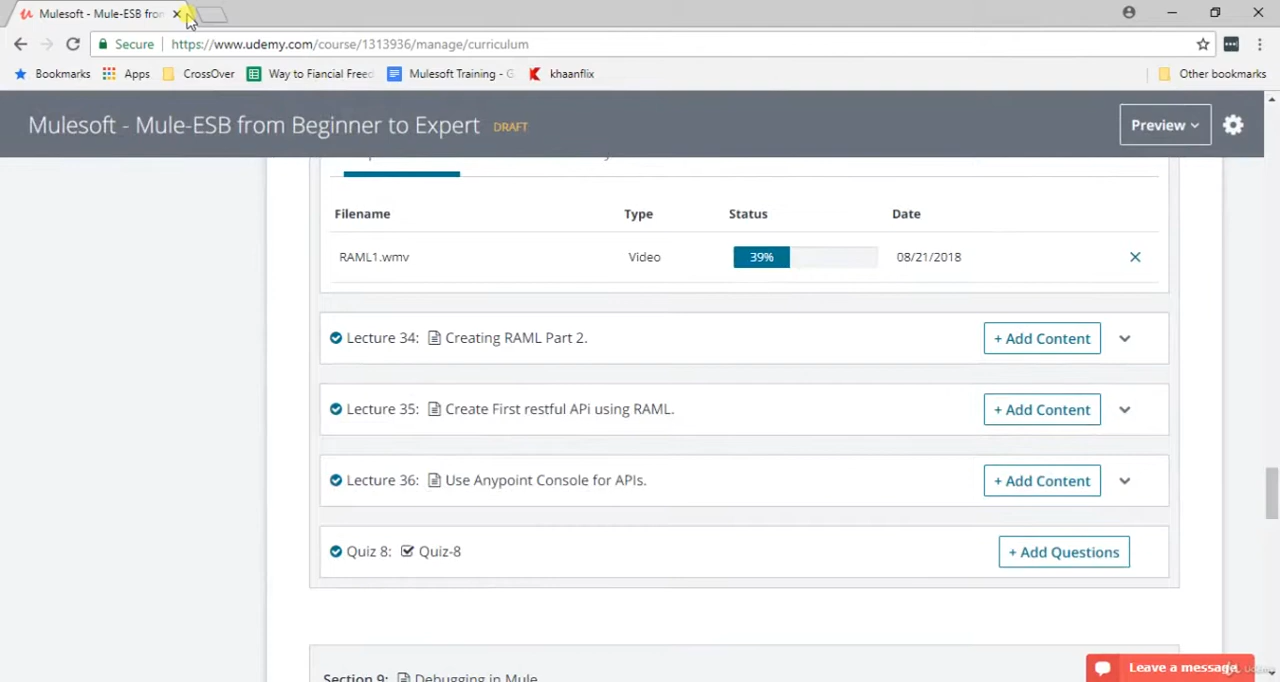 Mulesoft - Mule-ESB fron
Secure https://www.udemy.com/course/1313936/manage/curriculum
Bookmarks Apps CrossOver Way to Fiancial Freed Mulesoft Training - G khaanflix Other bookmarks
Mulesoft - Mule-ESB from Beginner to Expert DRAFT Preview
Filename Type Status Date
RAML1.wmv Video 39% 08/21/2018
Lecture 34: Creating RAML Part 2. + Add Content
Lecture 35: Create First restful APi using RAML. + Add Content
Lecture 36: Use Anypoint Console for APIs. + Add Content
Quiz 8: Quiz-8 + Add Questions
Section 9: Debugging in Mule
Leave a message